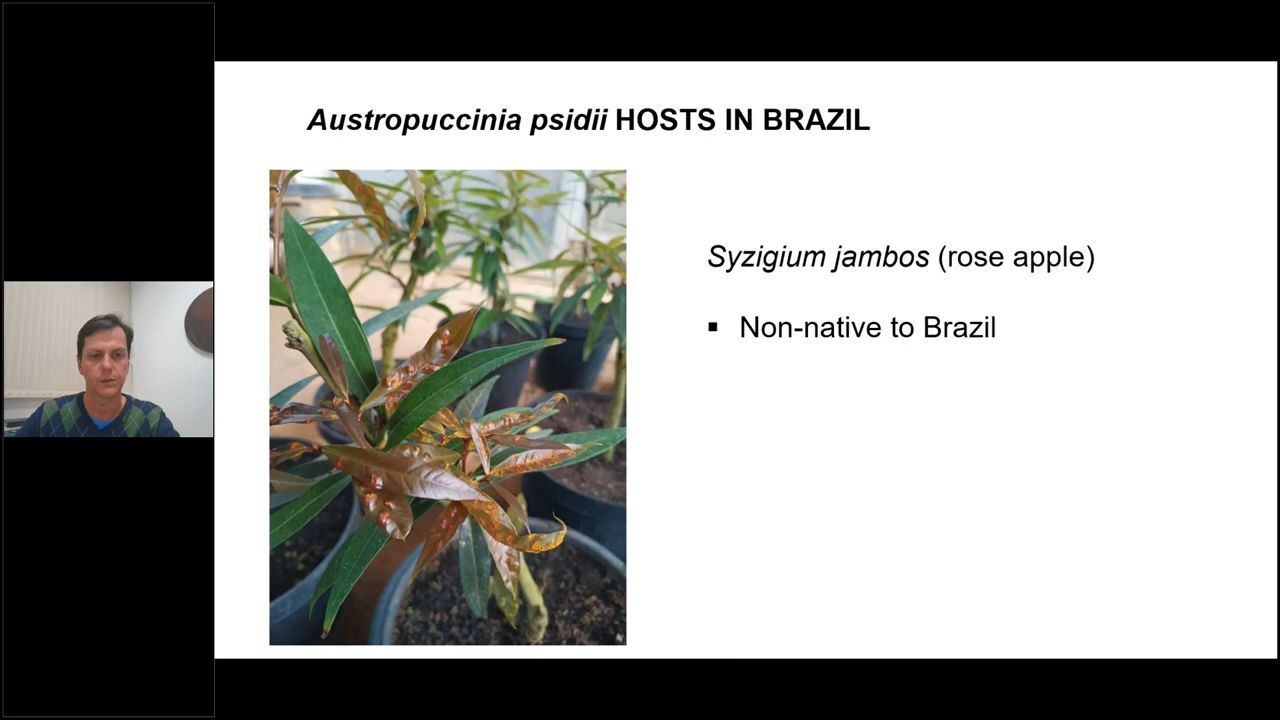 Austropuccinia psidii HOSTS IN BRAZIL
Syzigium jambos (rose apple)
▪ Non-native to Brazil